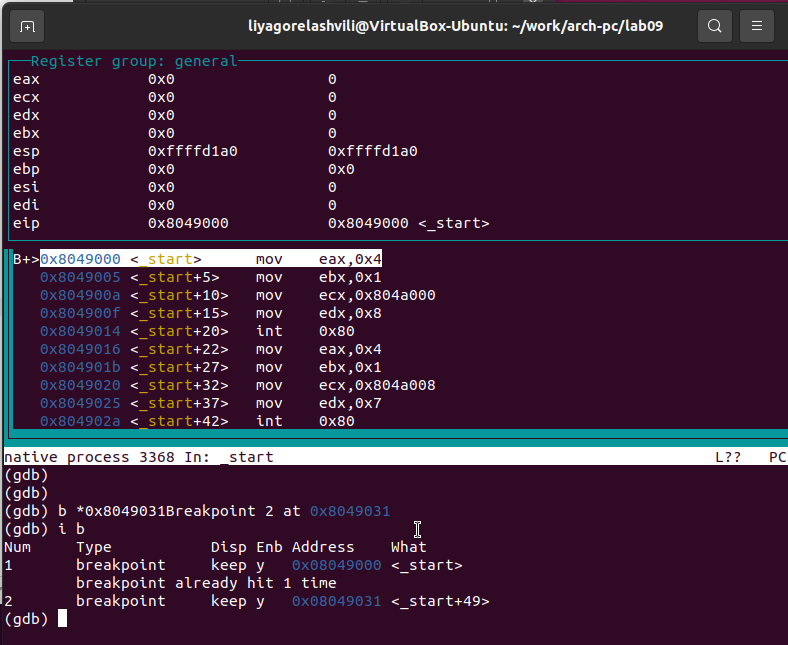 liyagorelashvili@VirtualBox-Ubuntu: ~/work/arch-pc/lab09
Register group: general
eax 0x0 0
ecx 0x0 0
edx 0x0 0
ebx 0x0 0
esp 0xffffd1a0 0xffffd1a0
ebp 0x0 0x0
esi 0x0 0
edi 0x0 0
eip 0x8049000 0x8049000 <_start>
B+>0x8049000 <_start> mov eax,0x4
0x8049005 <_start+5> mov ebx,0x1
0x804900a <_start+10> mov ecx,0x804a000
0x804900f <_start+15> mov edx,0x8
0x8049014 <_start+20> int 0x80
0x8049016 <_start+22> mov eax,0x4
0x804901b <_start+27> mov ebx,0x1
0x8049020 <_start+32> mov ecx,0x804a008
0x8049025 <_start+37> mov edx,0x7
0x804902a <_start+42> int 0x80
native process 3368 In: _start L?? PC
(gdb)
(gdb)
(gdb) b *0x8049031Breakpoint 2 at 0x8049031
(gdb) i b
Num Type Disp Enb Address What
1 breakpoint keep y 0x08049000 <_start>
breakpoint already hit 1 time
2 breakpoint keep y 0x08049031 <_start+49>
(gdb)